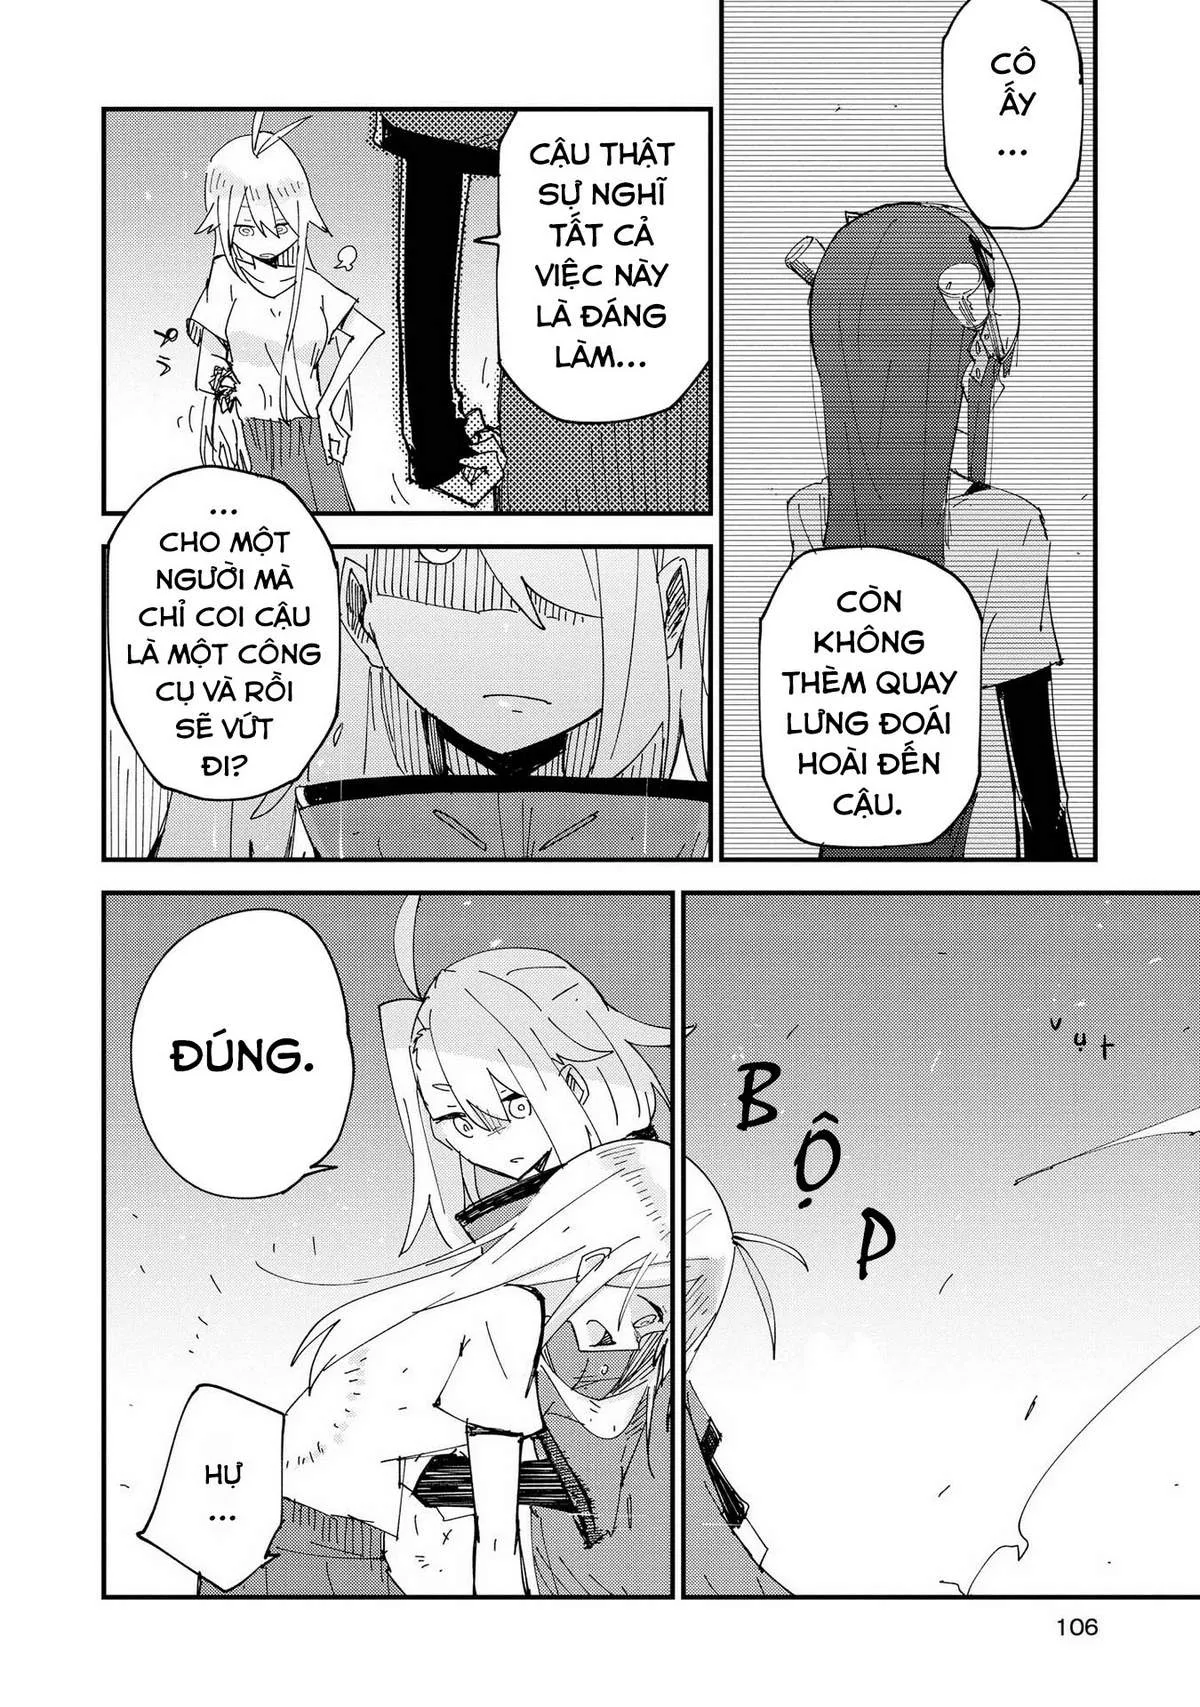 CÔ
ẤY
...
CÒN
KHÔNG
THÈM QUAY
LƯNG ĐOÁI
HOÀI ĐẾN
CẬU.
CẬU THẬT
SỰ NGHĨ
TẤT CẢ
VIỆC NÀY
LÀ ĐÁNG
LÀM...
...
CHO MỘT
NGƯỜI MÀ
CHỈ COI CẬU
LÀ MỘT CÔNG
CỤ VÀ RỒI
SẼ VỨT
ĐI?
Vụt
BỘP
ĐÚNG.
HỰ
...
106